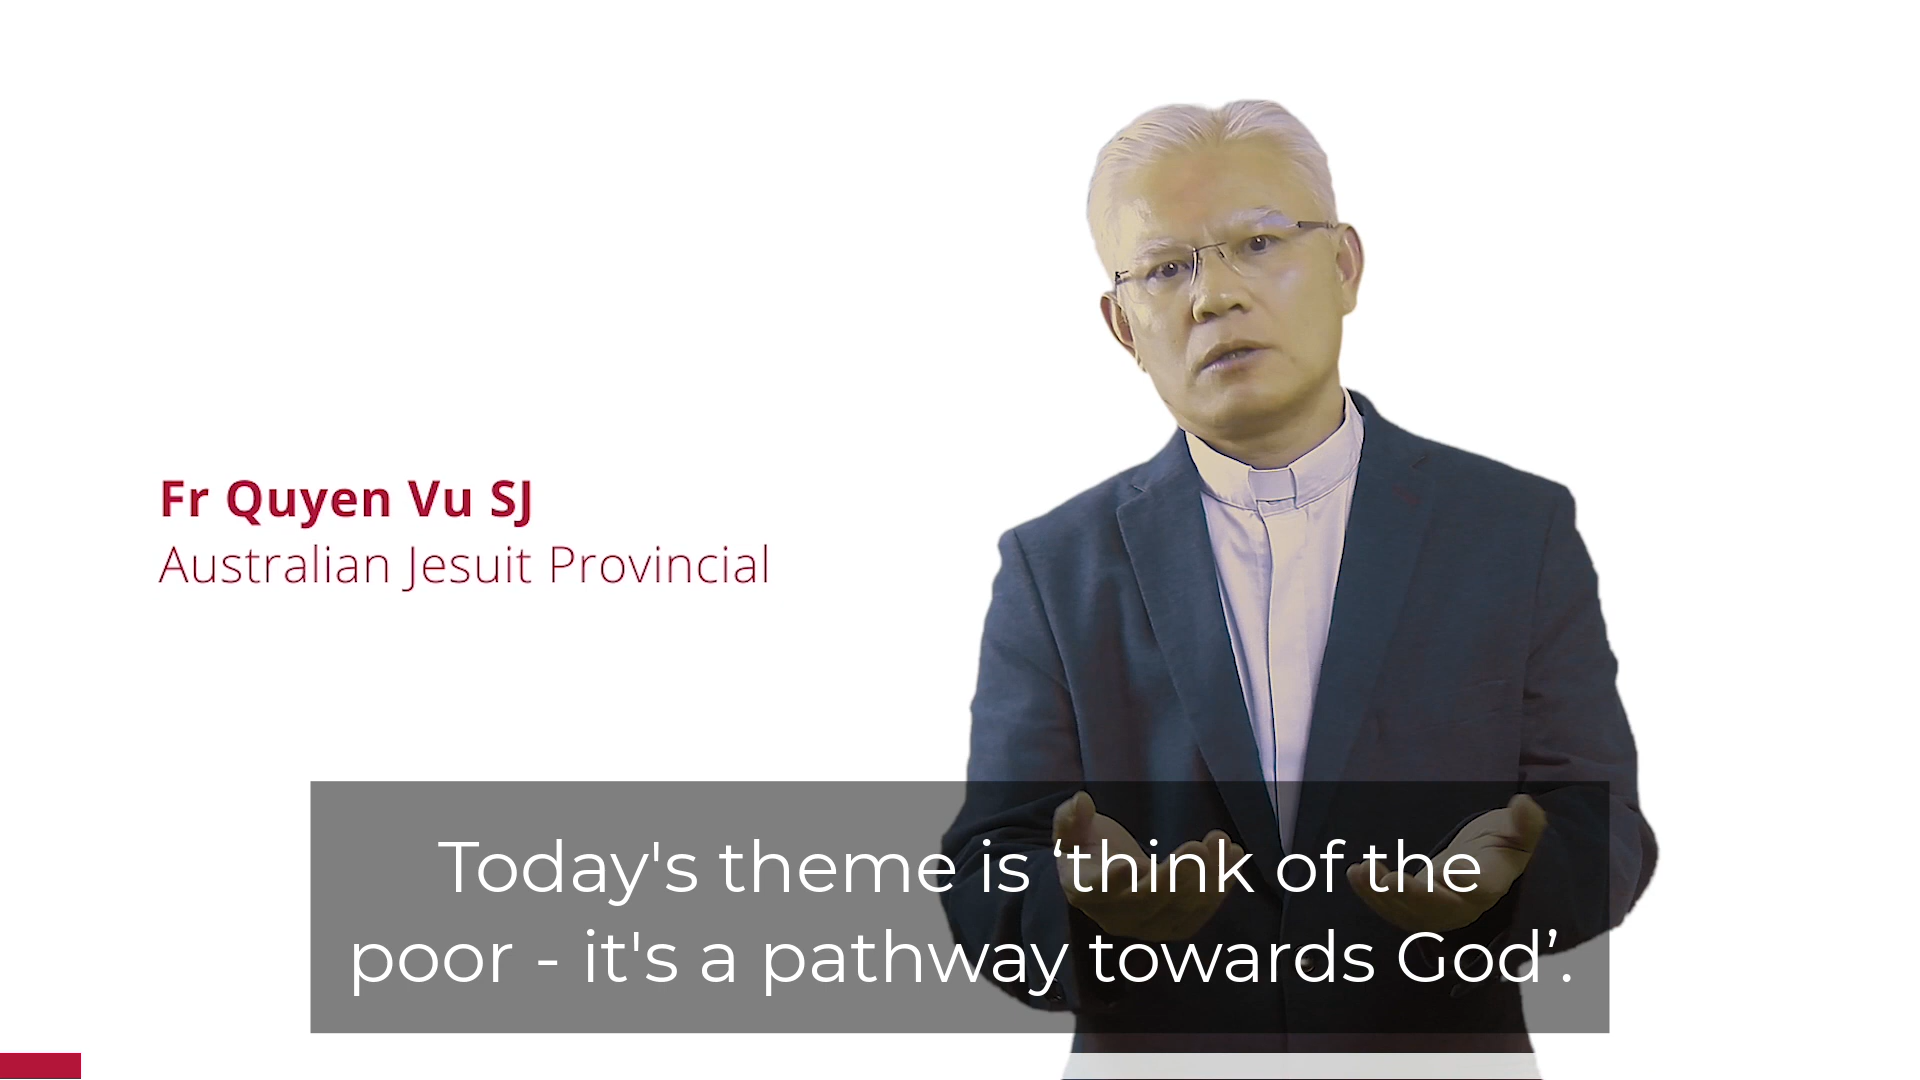 Fr Quyen Vu SJ
Australian Jesuit Provincial
Today's theme is ‘think of the
poor - it's a pathway towards God’.